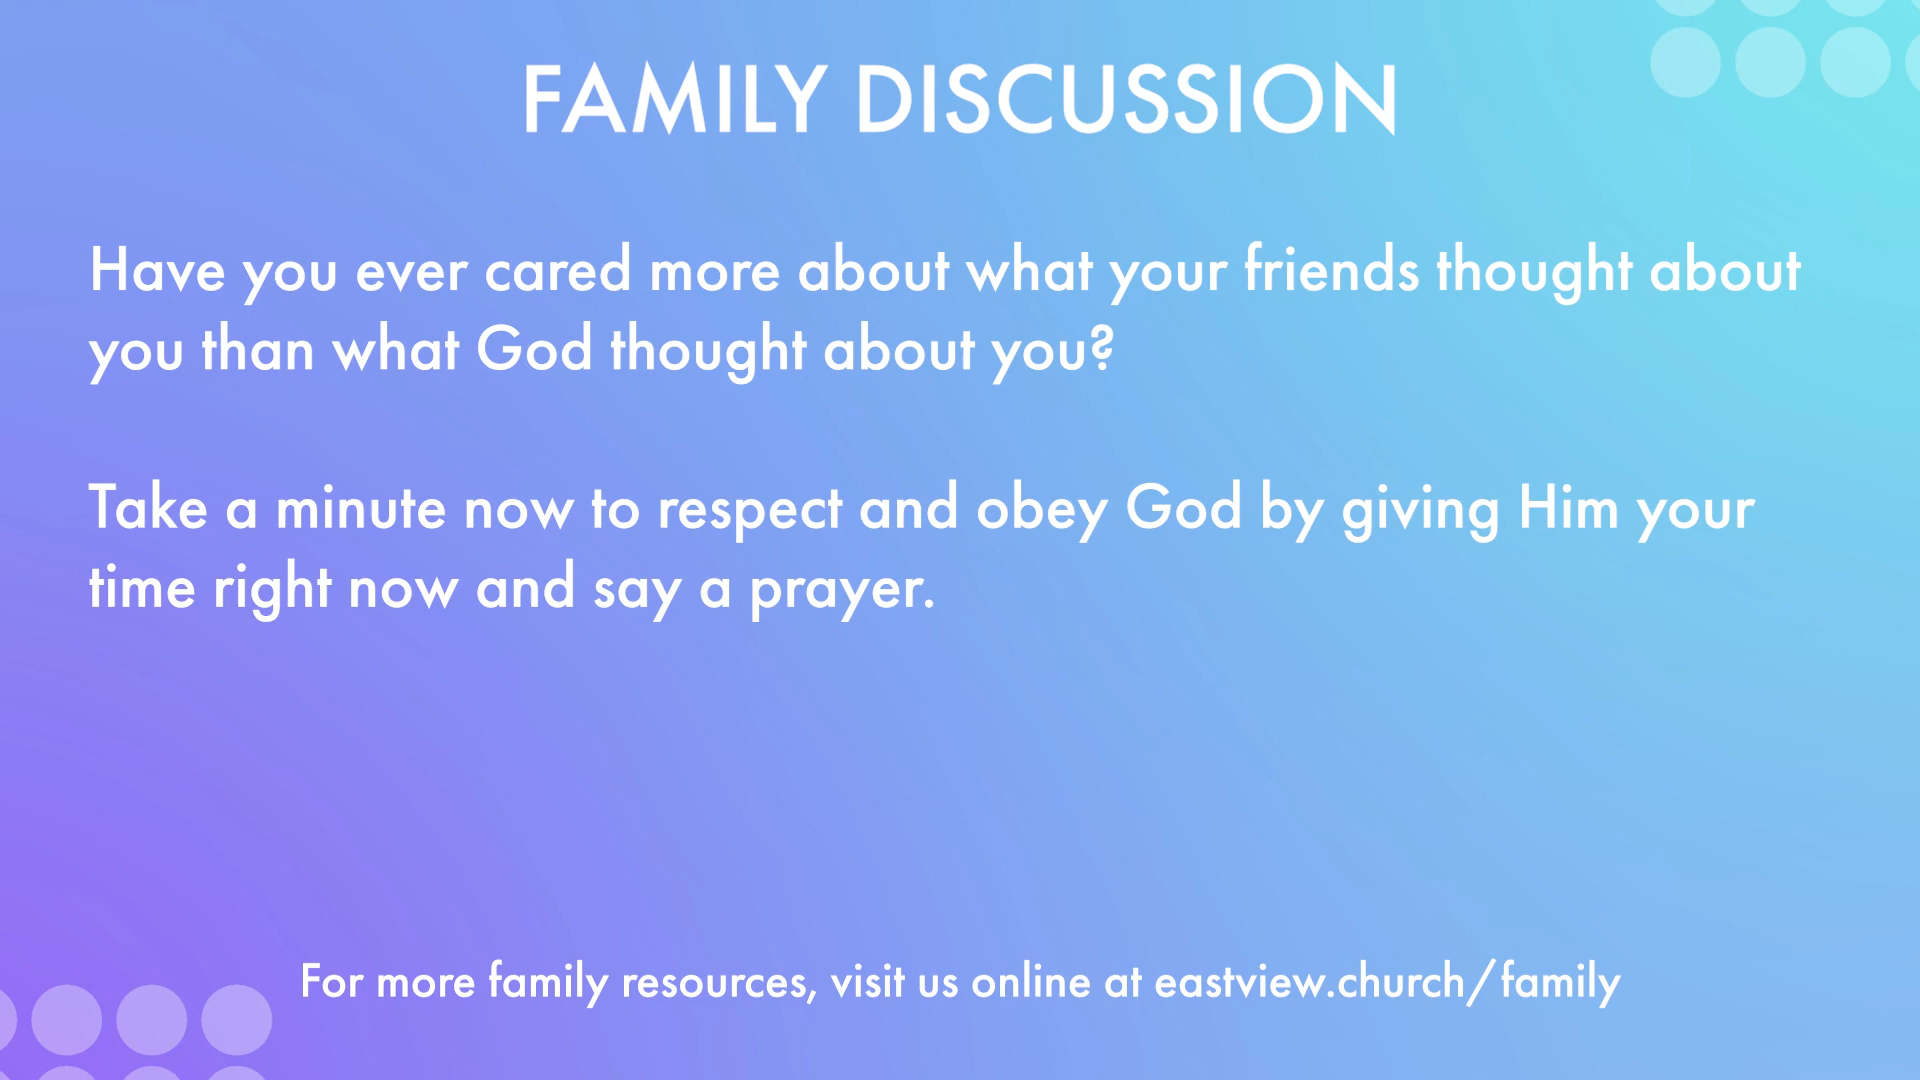 FAMILY DISCUSSION
Have you ever cared more about what your friends thought about
you than what God thought about you?
Take a minute now to respect and obey God by giving Him your
time right now and say a prayer.
For more family resources, visit us online at eastview.church/family